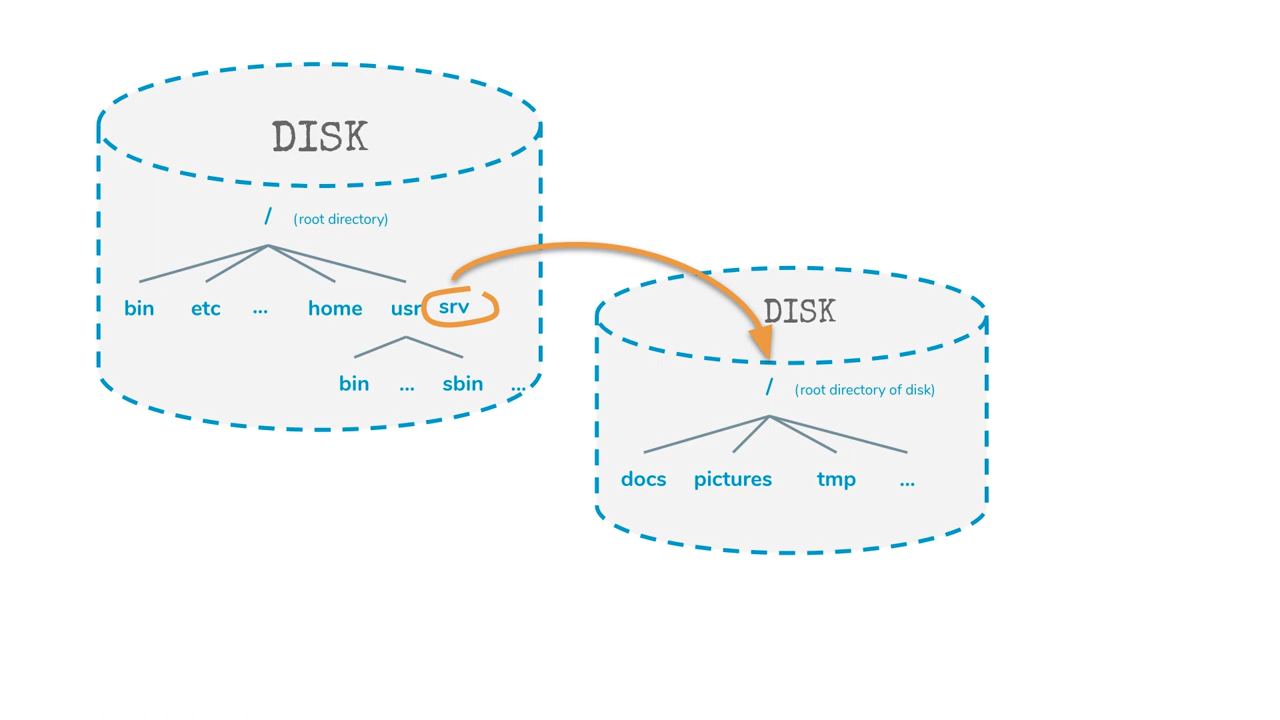 DISK
/ (root directory)
bin etc ... home usr srv
bin ... sbin ...
DISK
/ (root directory of disk)
docs pictures tmp ...